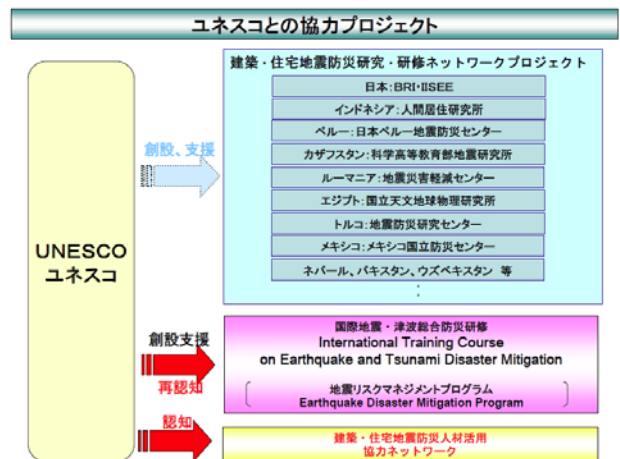 ユネスコとの協力プロジェクト
建築・住宅地震防災研究・研修ネットワークプロジェクト
日本：BRI・IISEE
インドネシア：人間居住研究所
ペルー：日本ペルー地震防災センター
カザフスタン：科学高等教育部地震研究所
ルーマニア：地震災害軽減センター
エジプト：国立天文地球物理研究所
トルコ：地震防災研究センター
メキシコ：メキシコ国立防災センター
ネパール、パキスタン、ウズベキスタン 等
：
創設、支援
UNESCO
ユネスコ
創設支援
再認知
国際地震・津波総合防災研修
International Training Course
on Earthquake and Tsunami Disaster Mitigation
地震リスクマネジメントプログラム
Earthquake Disaster Mitigation Program
認知
建築・住宅地震防災人材活用
協力ネットワーク